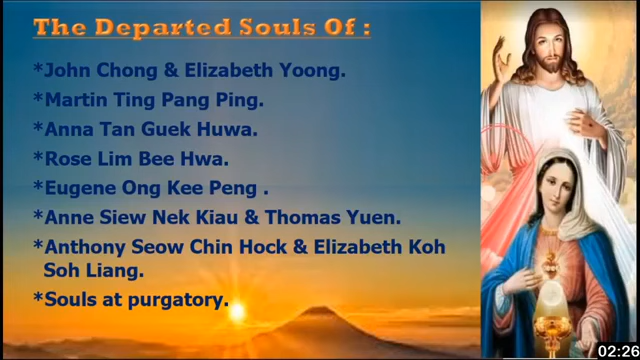 The Departed Souls Of :
*John Chong & Elizabeth Yoong.
*Martin Ting Pang Ping.
*Anna Tan Guek Huwa.
*Rose Lim Bee Hwa.
*Eugene Ong Kee Peng .
*Anne Siew Nek Kiau & Thomas Yuen.
*Anthony Seow Chin Hock & Elizabeth Koh
Soh Liang.
*Souls at purgatory.
02:26